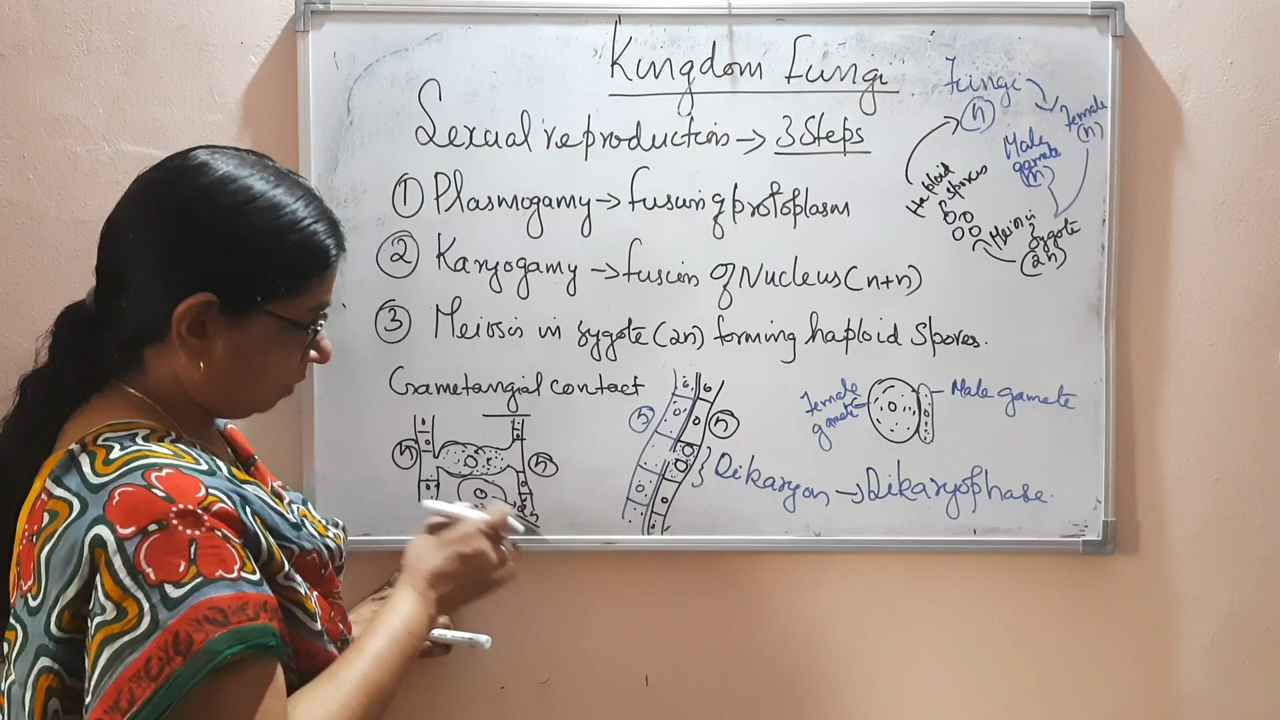 Kingdom Fungi
Sexual reproduction → 3 Steps
① Plasmogamy → fusion of protoplasm
② Karyogamy → fusion of Nucleus (n+n)
③ Meiosis in zygote (2n) forming haploid Spores.
Fungi
(n)
Female
(n)
Male
gamete
(n)
Zygote
(2n)
Meiosis
Haploid
spores
Gametangial contact
n
n
2n
n
n
Dikaryon → Dikaryophase.
Female
gamete
Male gamete